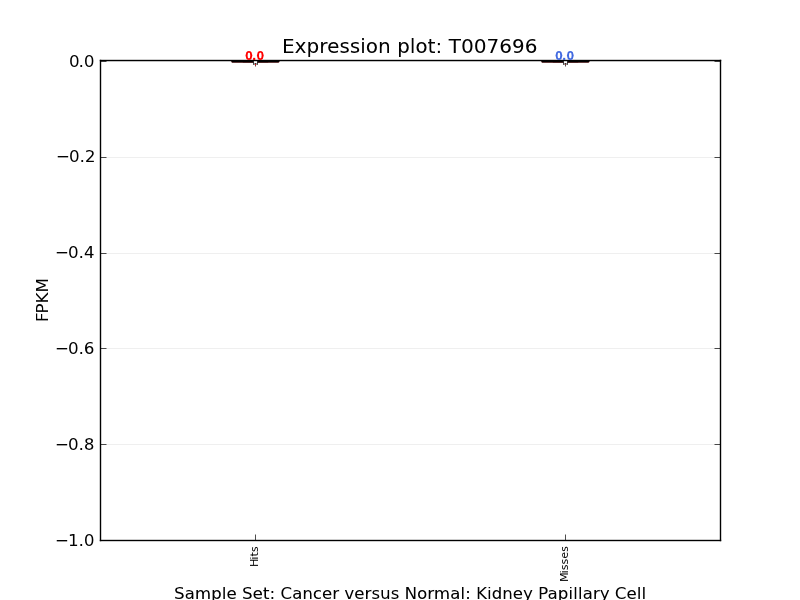 Expression plot: T007696
0.0
0.0
0.0
−0.2
−0.4
−0.6
−0.8
−1.0
FPKM
Hits
Misses
Sample Set: Cancer versus Normal: Kidney Papillary Cell